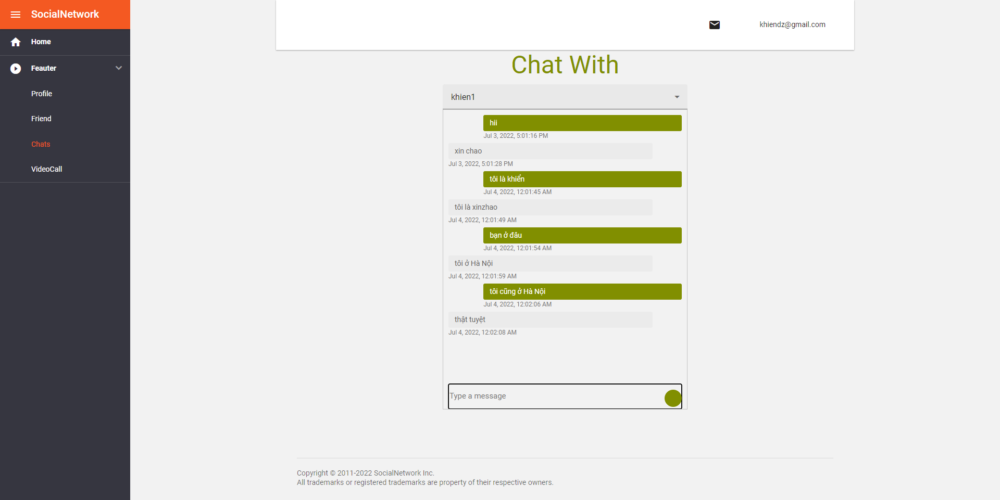 SocialNetwork
Home
Feauter
Profile
Friend
Chats
VideoCall
khiendz@gmail.com
Chat With
khien1
hii
Jul 3, 2022, 5:01:16 PM
xin chao
Jul 3, 2022, 5:01:28 PM
tôi là khiển
Jul 4, 2022, 12:01:45 AM
tôi là xinzhao
Jul 4, 2022, 12:01:49 AM
bạn ở đâu
Jul 4, 2022, 12:01:54 AM
tôi ở Hà Nội
Jul 4, 2022, 12:01:59 AM
tôi cũng ở Hà Nội
Jul 4, 2022, 12:02:06 AM
thật tuyệt
Jul 4, 2022, 12:02:08 AM
Type a message
Copyright © 2011-2022 SocialNetwork Inc.
All trademarks or registered trademarks are property of their respective owners.